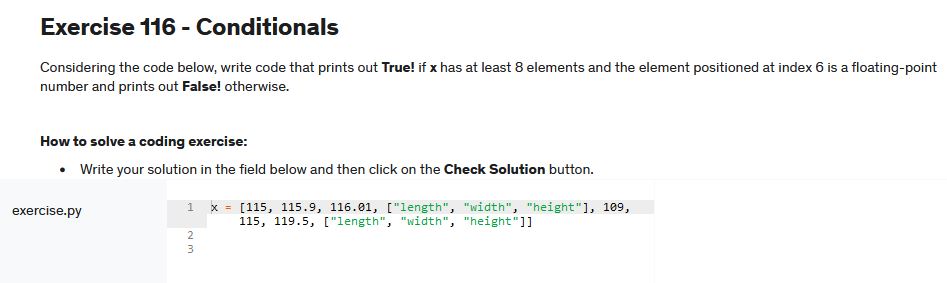 Exercise 116 - Conditionals
Considering the code below, write code that prints out True! if x has at least 8 elements and the element positioned at index 6 is a floating-point
number and prints out False! otherwise.
How to solve a coding exercise:
• Write your solution in the field below and then click on the Check Solution button.
exercise.py
1 x = [115, 115.9, 116.01, ["length", "width", "height"], 109,
115, 119.5, ["length", "width", "height"]]
2
3